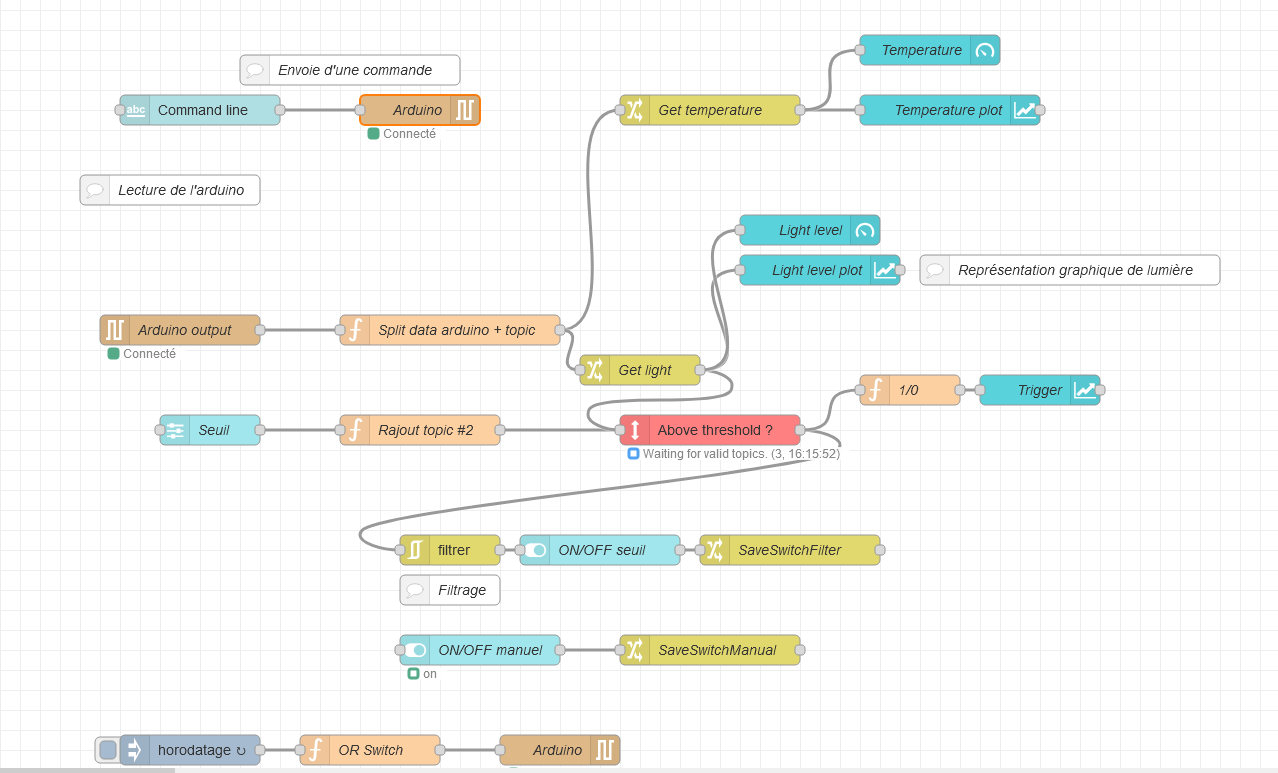 Temperature
Envoie d'une commande
abc Command line
Arduino
Get temperature
Temperature plot
Connecté
Lecture de l'arduino
Light level
Light level plot
Représentation graphique de lumière
Arduino output
Split data arduino + topic
Connecté
Get light
1/0
Trigger
Seuil
Rajout topic #2
Above threshold ?
Waiting for valid topics. (3, 16:15:52)
filtrer
ON/OFF seuil
SaveSwitchFilter
Filtrage
ON/OFF manuel
SaveSwitchManual
on
horodatage ↻
OR Switch
Arduino